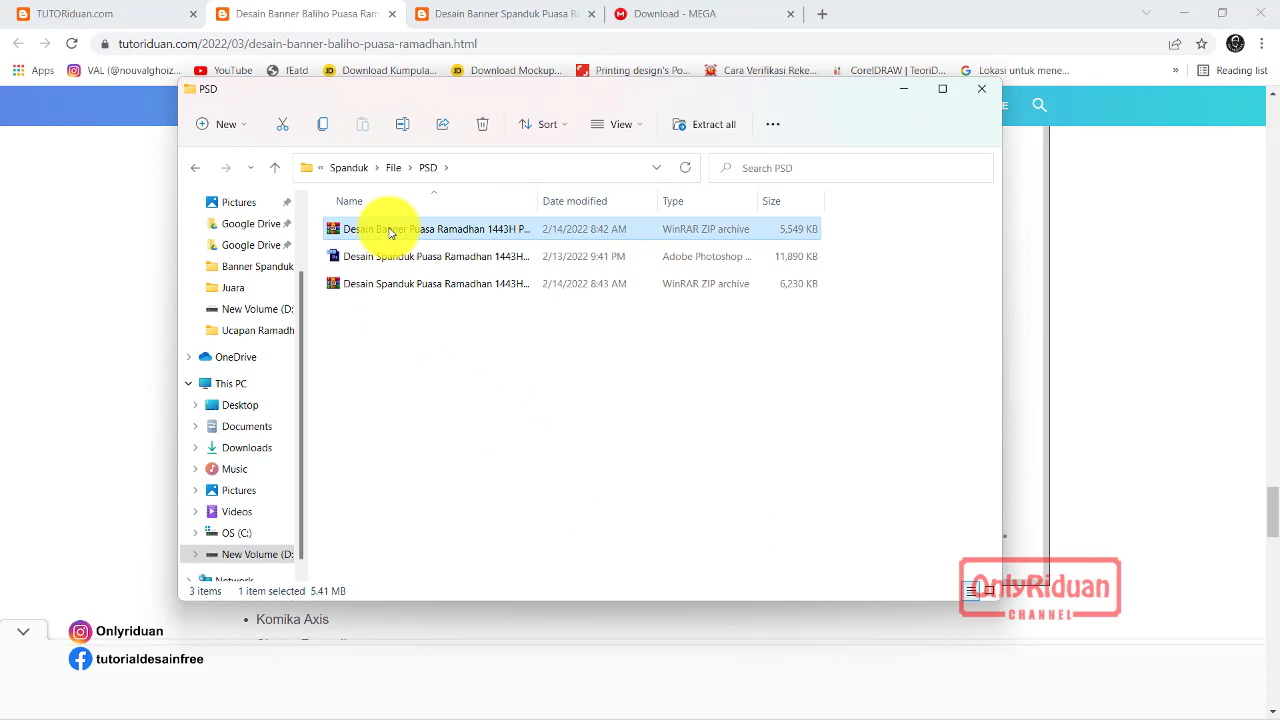 TUTORiduan.com
Desain Banner Baliho Puasa Ram
Desain Banner Spanduk Puasa R
Download - MEGA
tutoriduan.com/2022/03/desain-banner-baliho-puasa-ramadhan.html
Apps
VAL (@nouvalghoiz...
YouTube
!Eatd
Download Kumpula...
Download Mockup...
Printing design's Po...
Cara Verifikasi Reke...
CorelDRAW | TeoriD...
Lokasi untuk mene...
»
Reading list
PSD
New
Sort
View
Extract all
« Spanduk > File > PSD >
Search PSD
Name
Date modified
Type
Size
Desain Banner Puasa Ramadhan 1443H P...
2/14/2022 8:42 AM
WinRAR ZIP archive
5,549 KB
Desain Spanduk Puasa Ramadhan 1443H...
2/13/2022 9:41 PM
Adobe Photoshop ...
11,890 KB
Desain Spanduk Puasa Ramadhan 1443H...
2/14/2022 8:43 AM
WinRAR ZIP archive
6,230 KB
Pictures
Google Drive
Google Drive
Banner Spanduk
Juara
New Volume (D:
Ucapan Ramadh
OneDrive
This PC
Desktop
Documents
Downloads
Music
Pictures
Videos
OS (C:)
New Volume (D:
Network
3 items
1 item selected 5.41 MB
OnlyRiduan
CHANNEL
Komika Axis
Onlyriduan
tutorialdesainfree